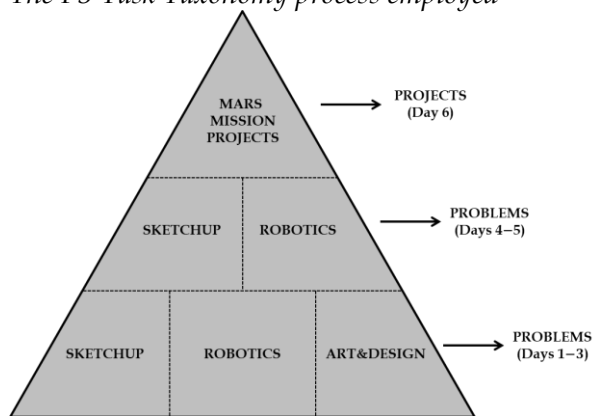 The P3 Task Taxonomy process employed
MARS
MISSION
PROJECTS
PROJECTS
(Day 6)
SKETCHUP
ROBOTICS
PROBLEMS
(Days 4–5)
SKETCHUP
ROBOTICS
ART&DESIGN
PROBLEMS
(Days 1–3)